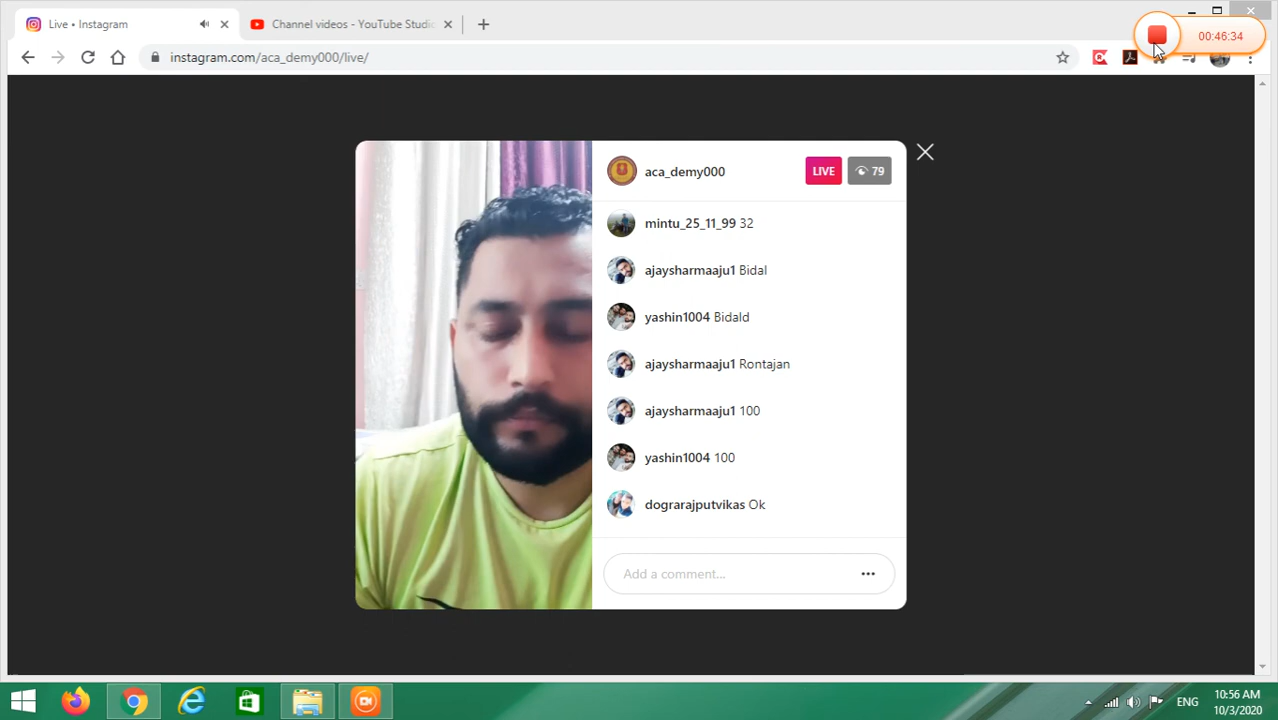 Live • Instagram
Channel videos - YouTube Studio
00:46:34
instagram.com/aca_demy000/live/
aca_demy000
LIVE
79
mintu_25_11_99 32
ajaysharmaaju1 Bidal
yashin1004 Bidald
ajaysharmaaju1 Rontajan
ajaysharmaaju1 100
yashin1004 100
dograrajputvikas Ok
Add a comment...
ENG
10:56 AM
10/3/2020